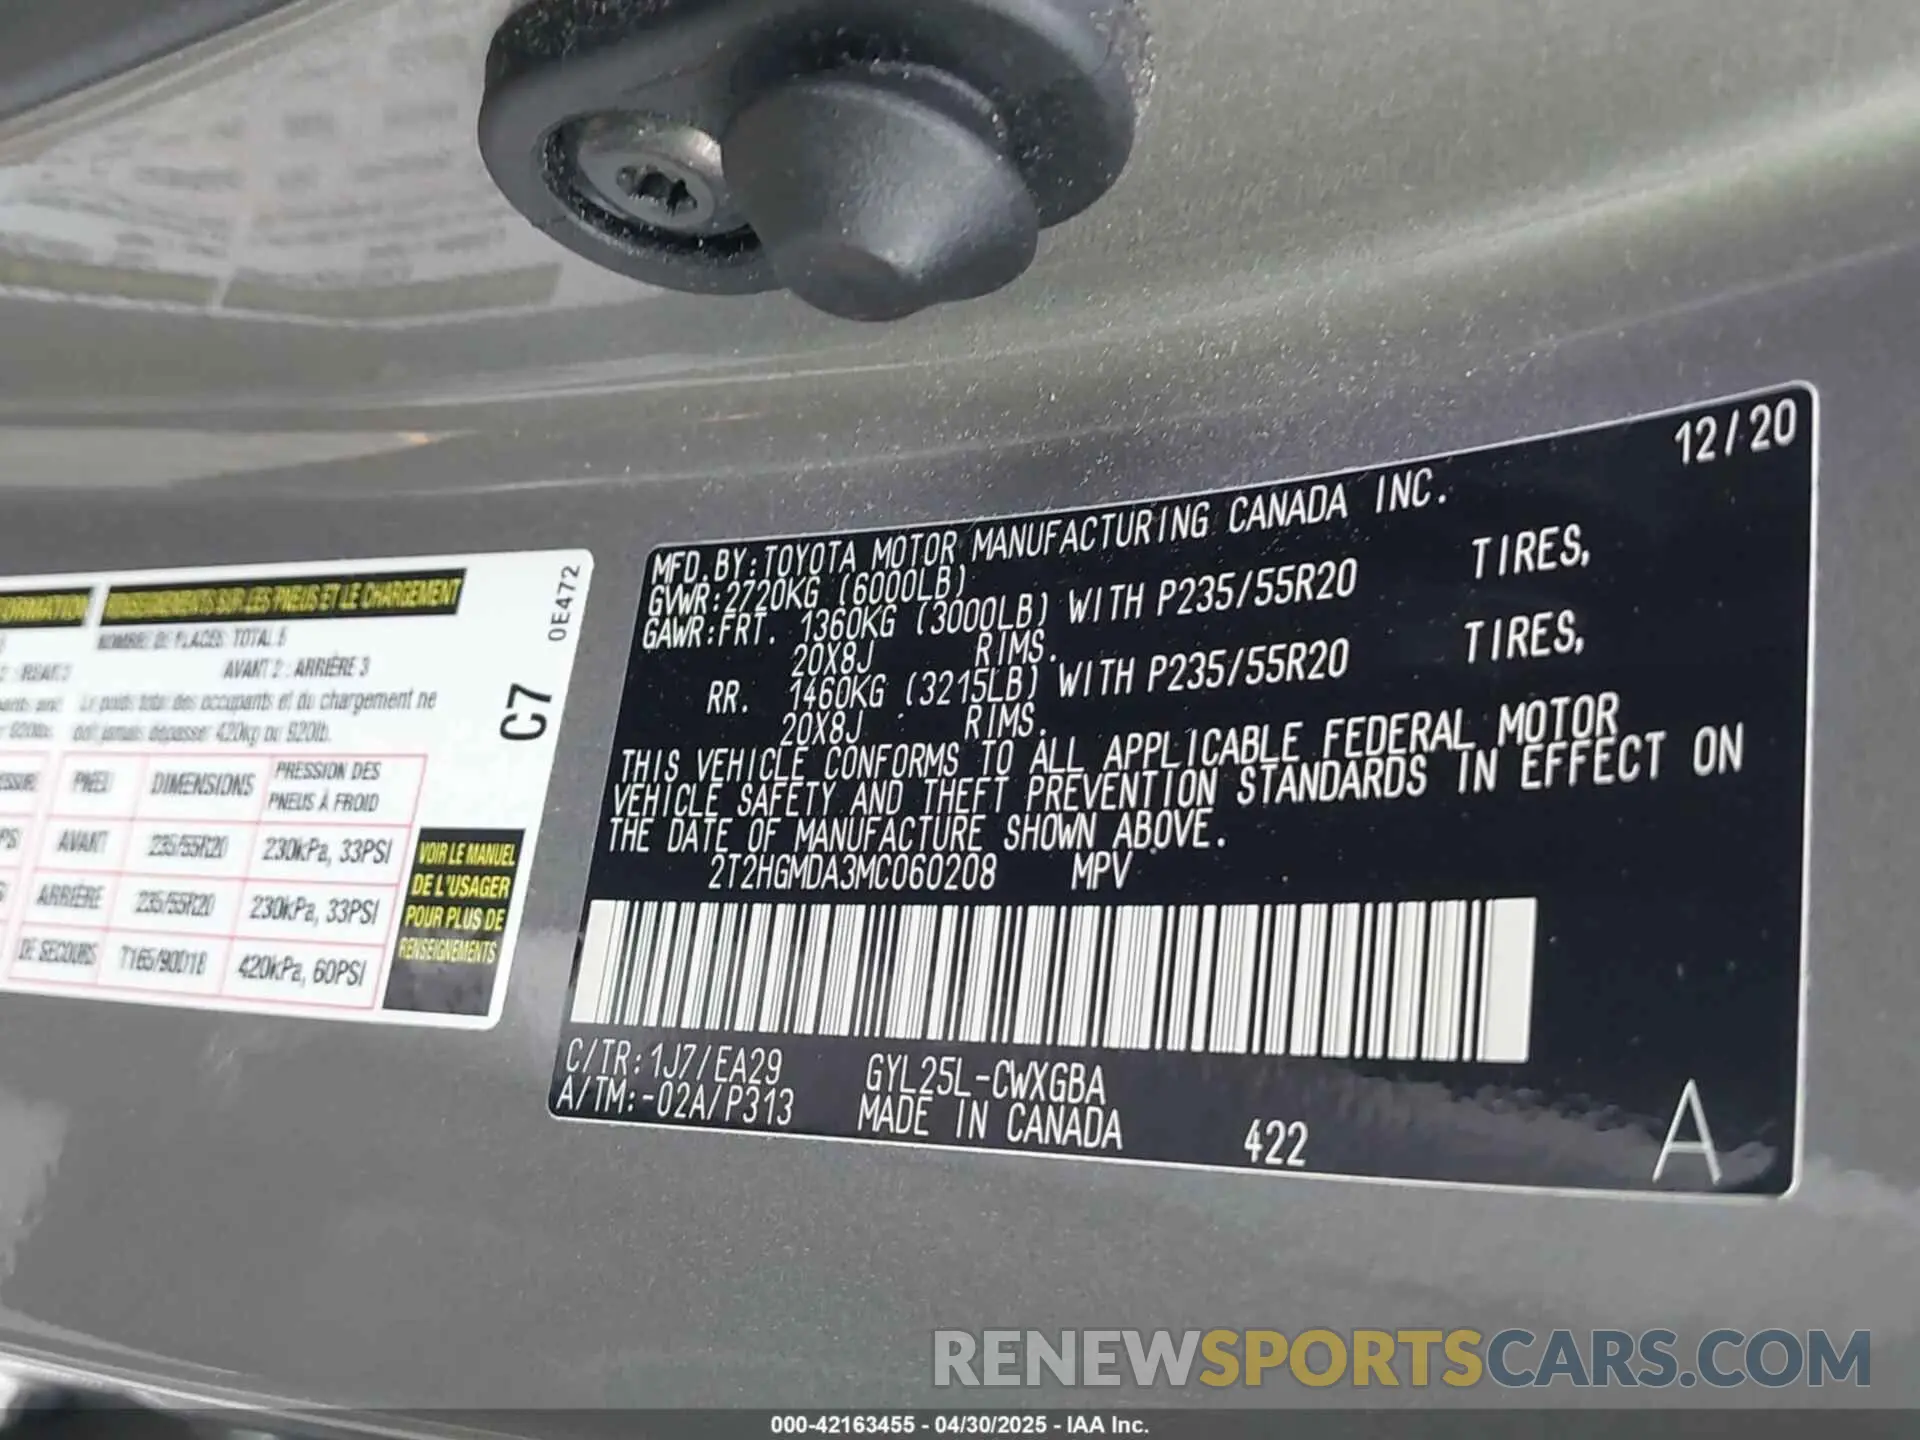 12/20
MFD. BY: TOYOTA MOTOR MANUFACTURING CANADA INC.
GVWR: 2720KG (6000LB)
GAWR: FRT. 1360KG (3000LB) WITH P235/55R20 TIRES,
20X8J RIMS.
RR. 1460KG (3215LB) WITH P235/55R20 TIRES,
20X8J RIMS.
THIS VEHICLE CONFORMS TO ALL APPLICABLE FEDERAL MOTOR
VEHICLE SAFETY AND THEFT PREVENTION STANDARDS IN EFFECT ON
THE DATE OF MANUFACTURE SHOWN ABOVE.
2T2HGMDA3MC060208 MPV
C/TR: 1J7/EA29 GYL25L-CWXGBA
A/TM: -02A/P313 MADE IN CANADA 422
A
RENSEIGNEMENTS SUR LES PNEUS ET LE CHARGEMENT
0E472
NOMBRE DE PLACES: TOTAL 5
AVANT 2 : ARRIÈRE 3
Le poids total des occupants et du chargement ne
doit jamais dépasser 420kg ou 920lb.
C7
PNEU DIMENSIONS PRESSION DES
PNEUS À FROID
AVANT 235/55R20 230kPa, 33PSI
ARRIÈRE 235/55R20 230kPa, 33PSI
DE SECOURS T165/90D18 420kPa, 60PSI
VOIR LE MANUEL
DE L'USAGER
POUR PLUS DE
RENSEIGNEMENTS
RENEWSPORTSCARS.COM
000-42163455 - 04/30/2025 - IAA Inc.